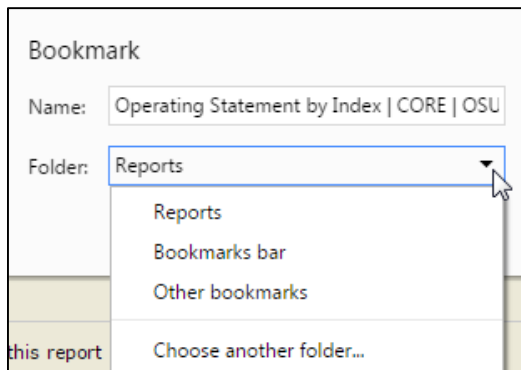 Bookmark
Name: Operating Statement by Index | CORE | OSU
Folder: Reports
Reports
Bookmarks bar
Other bookmarks
this report
Choose another folder...